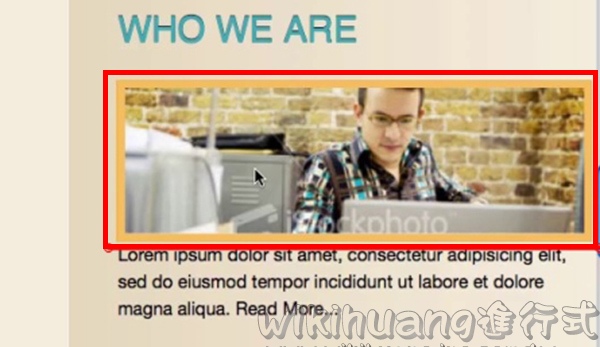 WHO WE ARE
iStockphoto
Lorem ipsum dolor sit amet, consectetur adipisicing elit,
sed do eiusmod tempor incididunt ut labore et dolore
magna aliqua. Read More...
wikihuang進行式